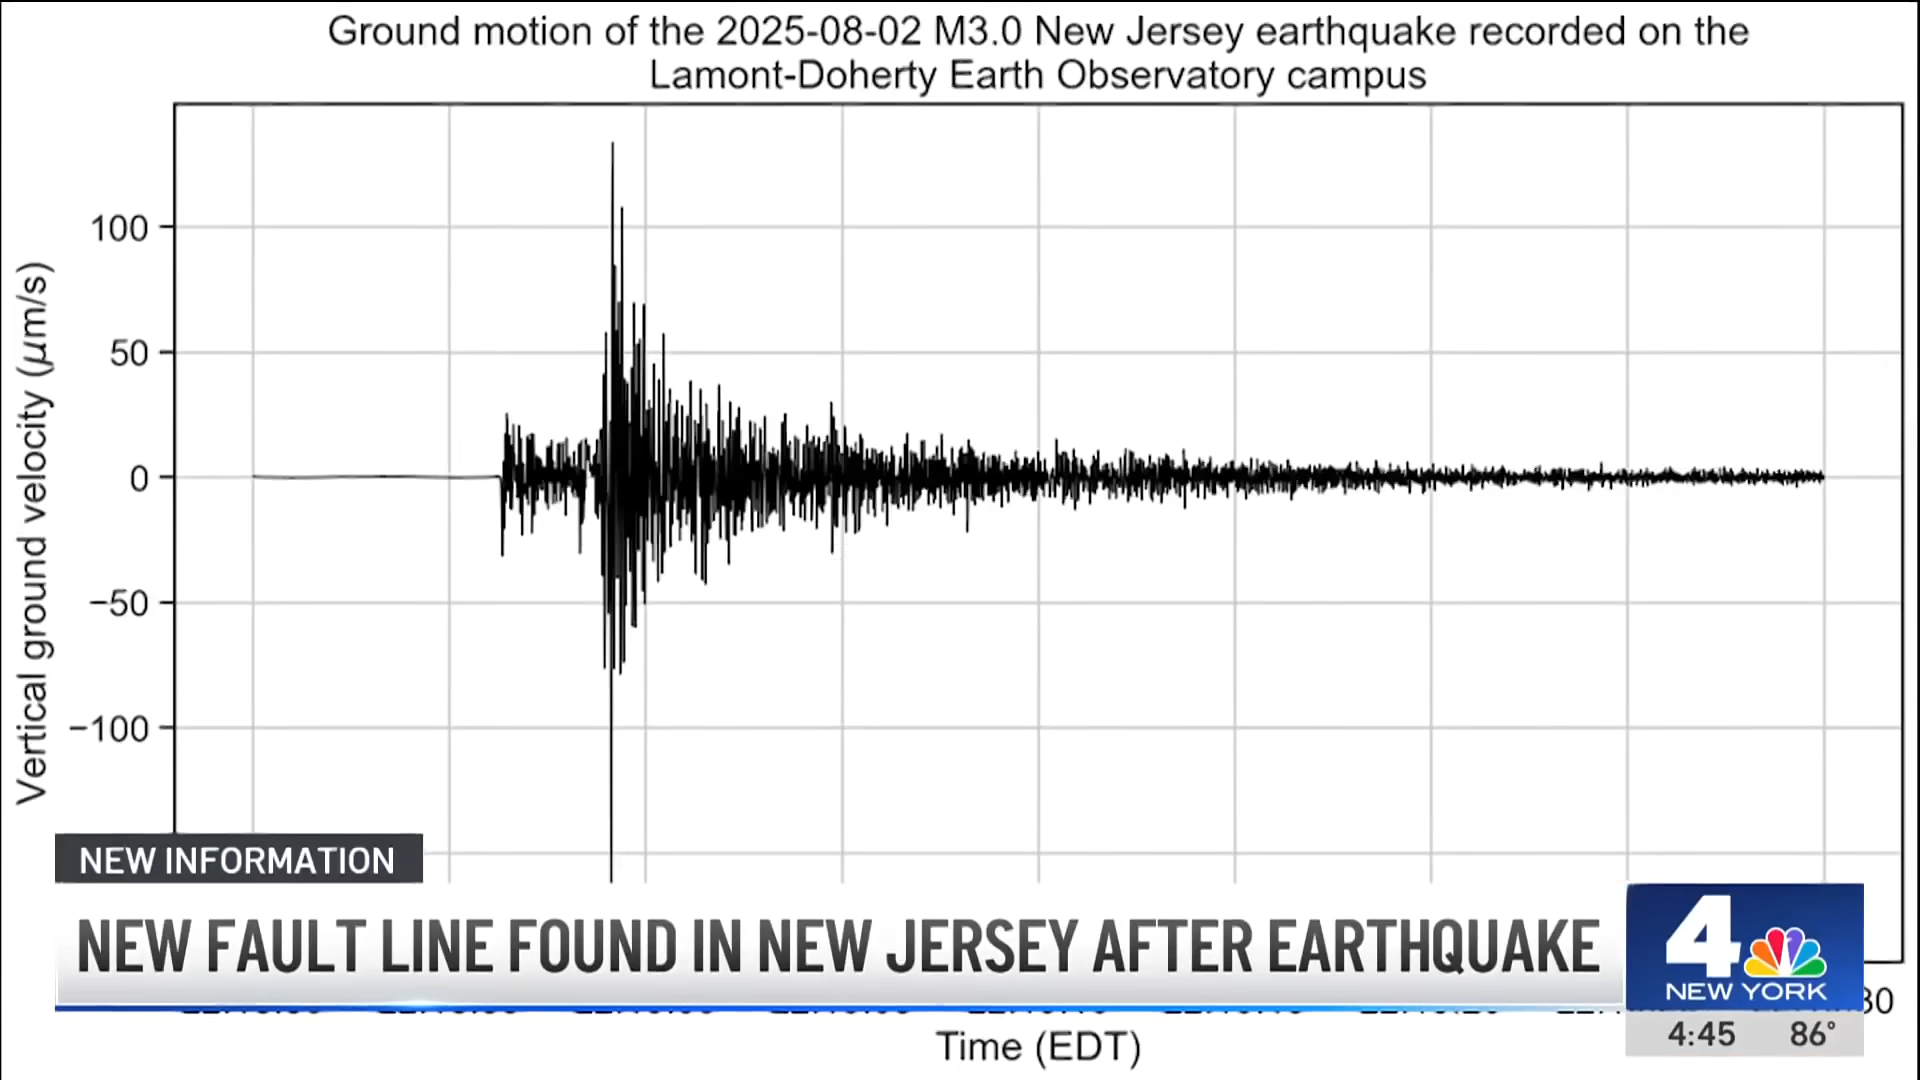 Ground motion of the 2025-08-02 M3.0 New Jersey earthquake recorded on the
Lamont-Doherty Earth Observatory campus
Vertical ground velocity (μm/s)
100
50
0
−50
−100
NEW INFORMATION
NEW FAULT LINE FOUND IN NEW JERSEY AFTER EARTHQUAKE
4
NEW YORK
4:45 86°
Time (EDT)